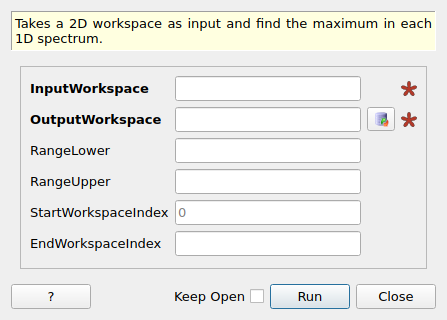 Takes a 2D workspace as input and find the maximum in each
1D spectrum.
InputWorkspace
OutputWorkspace
RangeLower
RangeUpper
StartWorkspaceIndex 0
EndWorkspaceIndex
? Keep Open Run Close